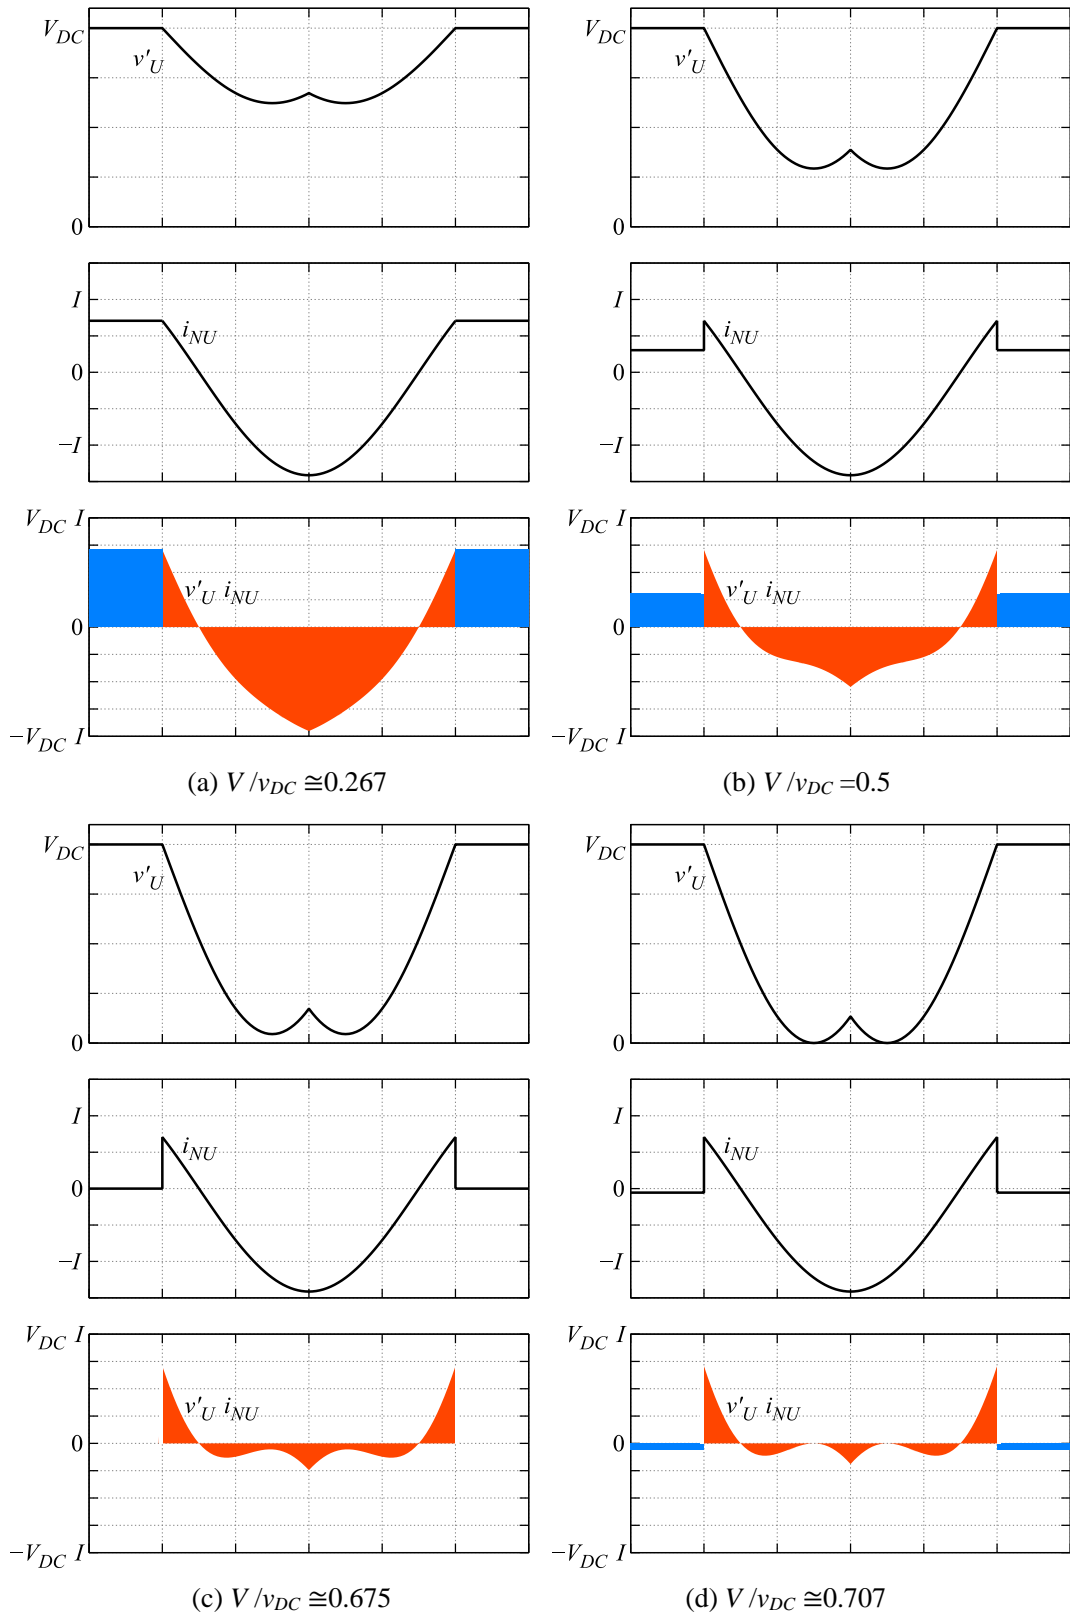 V_DC
v'_U
0
I
i_NU
0
−I
V_DC I
v'_U i_NU
0
−V_DC I
(a) V /v_DC ≅0.267
V_DC
v'_U
0
I
i_NU
0
−I
V_DC I
v'_U i_NU
0
−V_DC I
(b) V /v_DC =0.5
V_DC
v'_U
0
I
i_NU
0
−I
V_DC I
v'_U i_NU
0
−V_DC I
(c) V /v_DC ≅0.675
V_DC
v'_U
0
I
i_NU
0
−I
V_DC I
v'_U i_NU
0
−V_DC I
(d) V /v_DC ≅0.707